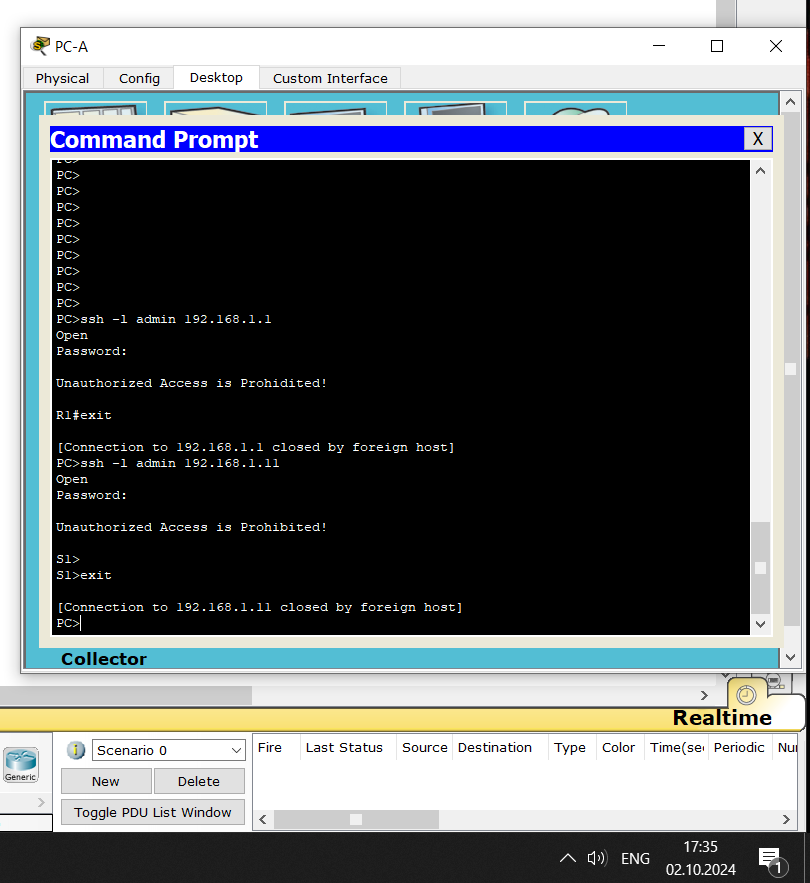 PC-A
Physical Config Desktop Custom Interface
Command Prompt X
PC>
PC>
PC>
PC>
PC>
PC>
PC>
PC>
PC>
PC>
PC>ssh -l admin 192.168.1.1
Open
Password:
Unauthorized Access is Prohidited!
R1#exit
[Connection to 192.168.1.1 closed by foreign host]
PC>ssh -l admin 192.168.1.11
Open
Password:
Unauthorized Access is Prohibited!
S1>
S1>exit
[Connection to 192.168.1.11 closed by foreign host]
PC>
Collector
Realtime
Generic
Scenario 0
New Delete
Toggle PDU List Window
Fire Last Status Source Destination Type Color Time(sec Periodic Num
ENG
17:35
02.10.2024
1